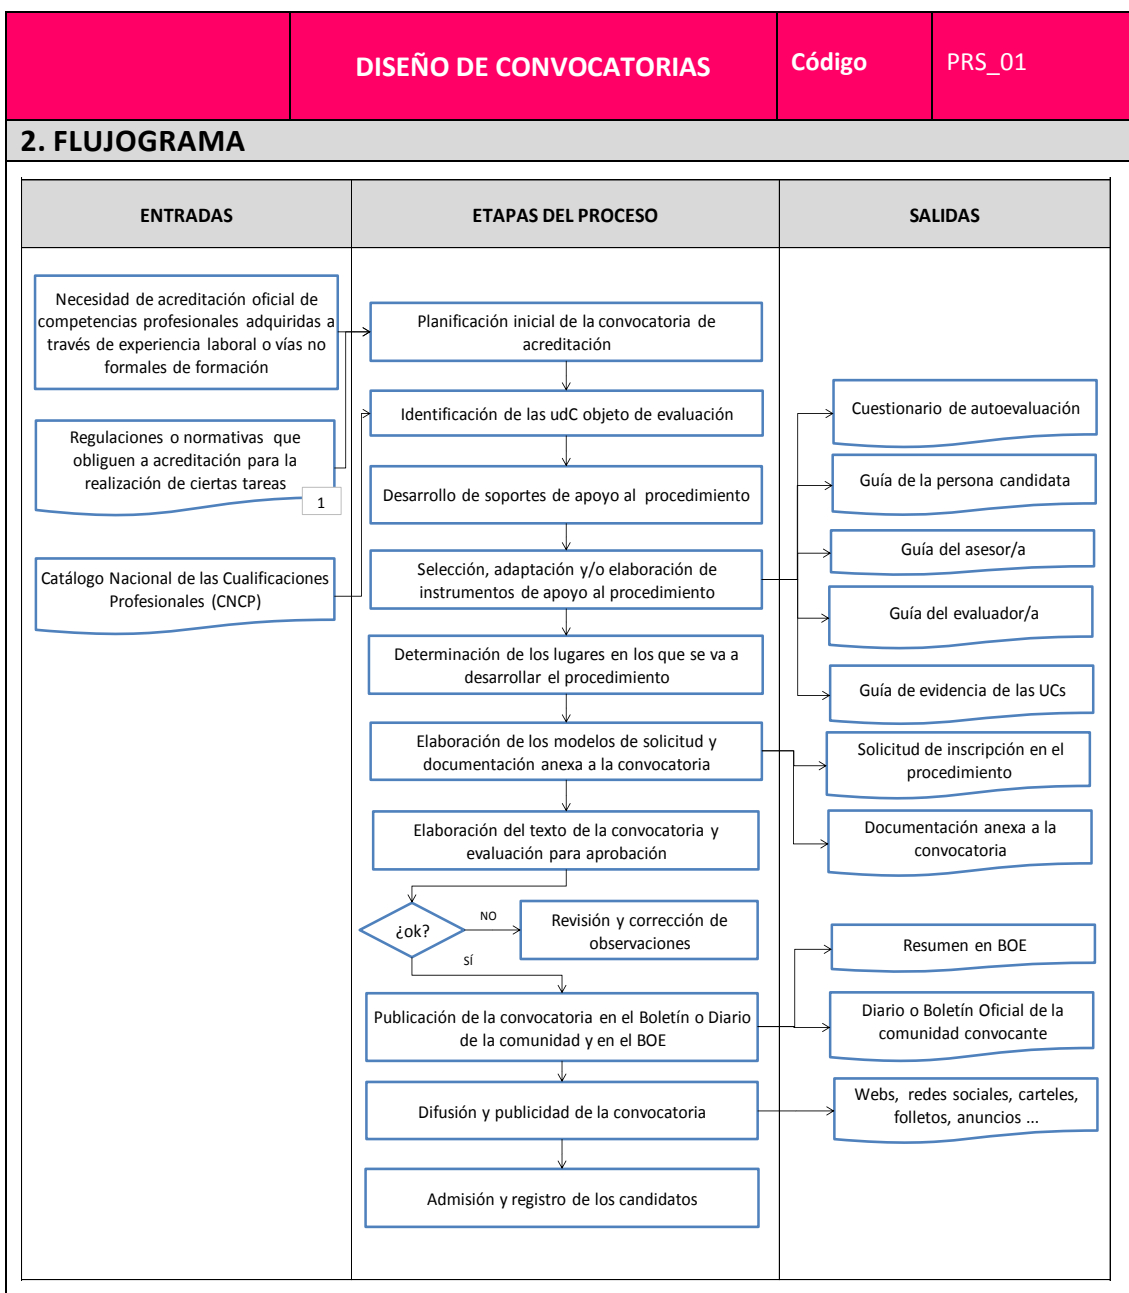 DISEÑO DE CONVOCATORIAS
Código
PRS_01
2. FLUJOGRAMA
ENTRADAS
ETAPAS DEL PROCESO
SALIDAS
Necesidad de acreditación oficial de
competencias profesionales adquiridas a
través de experiencia laboral o vías no
formales de formación
Regulaciones o normativas que
obliguen a acreditación para la
realización de ciertas tareas
1
Catálogo Nacional de las Cualificaciones
Profesionales (CNCP)
Planificación inicial de la convocatoria de
acreditación
Identificación de las udC objeto de evaluación
Desarrollo de soportes de apoyo al procedimiento
Selección, adaptación y/o elaboración de
instrumentos de apoyo al procedimiento
Determinación de los lugares en los que se va a
desarrollar el procedimiento
Elaboración de los modelos de solicitud y
documentación anexa a la convocatoria
Elaboración del texto de la convocatoria y
evaluación para aprobación
¿ok?
NO
Revisión y corrección de
observaciones
SÍ
Publicación de la convocatoria en el Boletín o Diario
de la comunidad y en el BOE
Difusión y publicidad de la convocatoria
Admisión y registro de los candidatos
Cuestionario de autoevaluación
Guía de la persona candidata
Guía del asesor/a
Guía del evaluador/a
Guía de evidencia de las UCs
Solicitud de inscripción en el
procedimiento
Documentación anexa a la
convocatoria
Resumen en BOE
Diario o Boletín Oficial de la
comunidad convocante
Webs, redes sociales, carteles,
folletos, anuncios ...